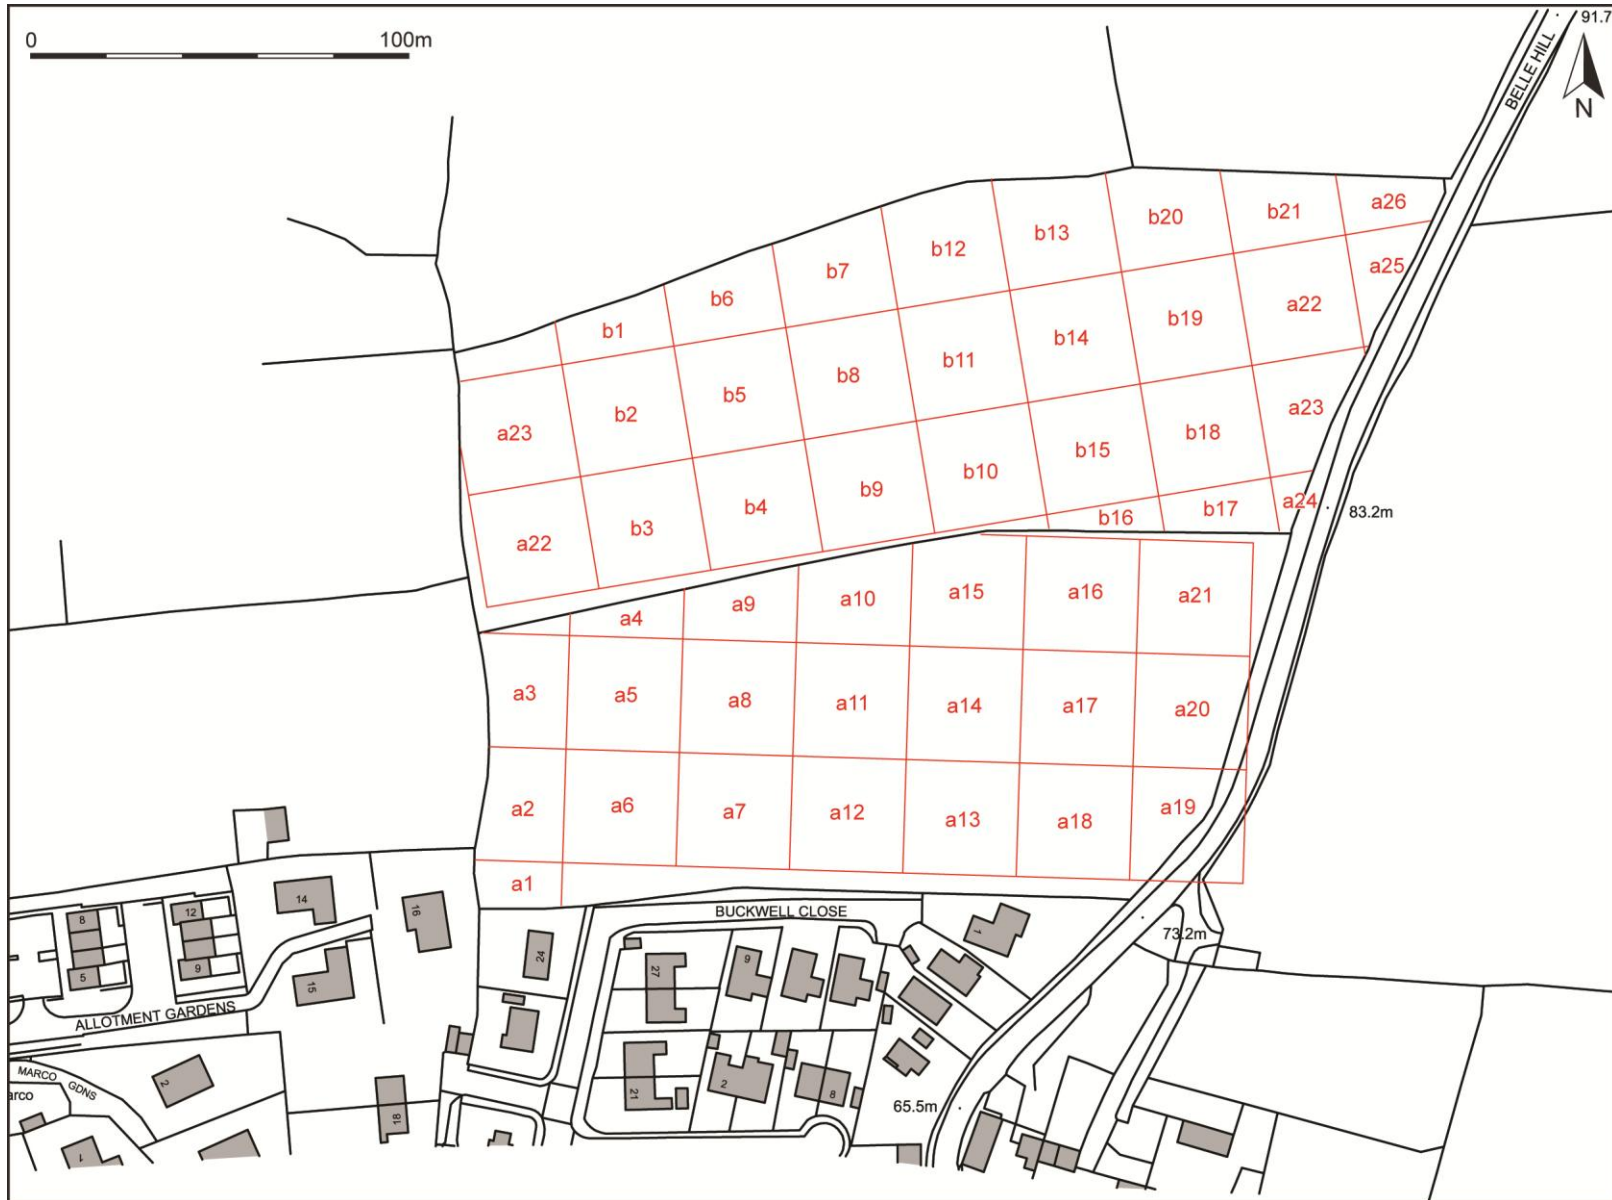 0 100m
91.7
BELLE HILL
N
b20 b21 a26
b12 b13
b7
b6
b1
a25
b19 a22
b14
b11
b8
b5
b2
a23
a23
b18
b15
b10
b9
b4
b3
a22
a24
b17
b16
83.2m
a4 a9 a10 a15 a16 a21
a3 a5 a8 a11 a14 a17 a20
a2 a6 a7 a12 a13 a18 a19
a1
BUCKWELL CLOSE
73.2m
14
16
8
12
5
9
15
24
27
9
1
ALLOTMENT GARDENS
MARCO GDNS
arco
2
18
1
21
2
8
65.5m